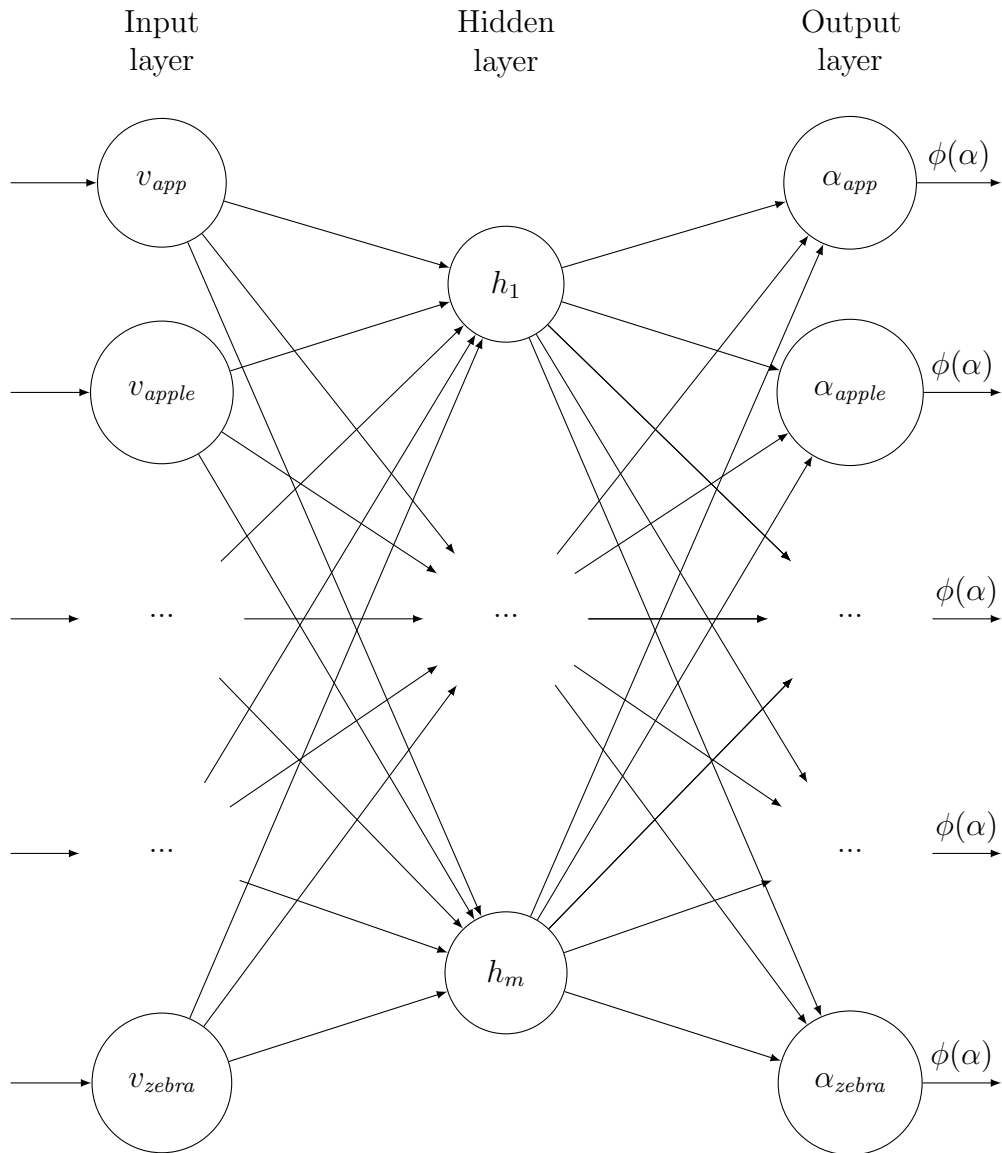 Input
layer
Hidden
layer
Output
layer
v_app
h_1
α_app
ϕ(α)
v_apple
α_apple
ϕ(α)
...
...
...
ϕ(α)
...
...
ϕ(α)
h_m
v_zebra
α_zebra
ϕ(α)